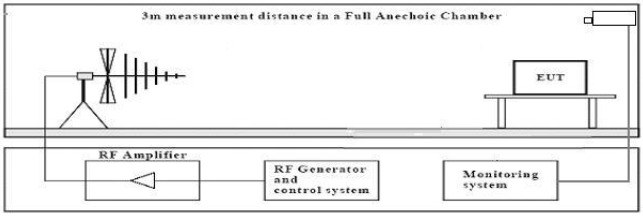 3m measurement distance in a Full Anechoic Chamber
EUT
RF Amplifier
RF Generator
and
control system
Monitoring
system